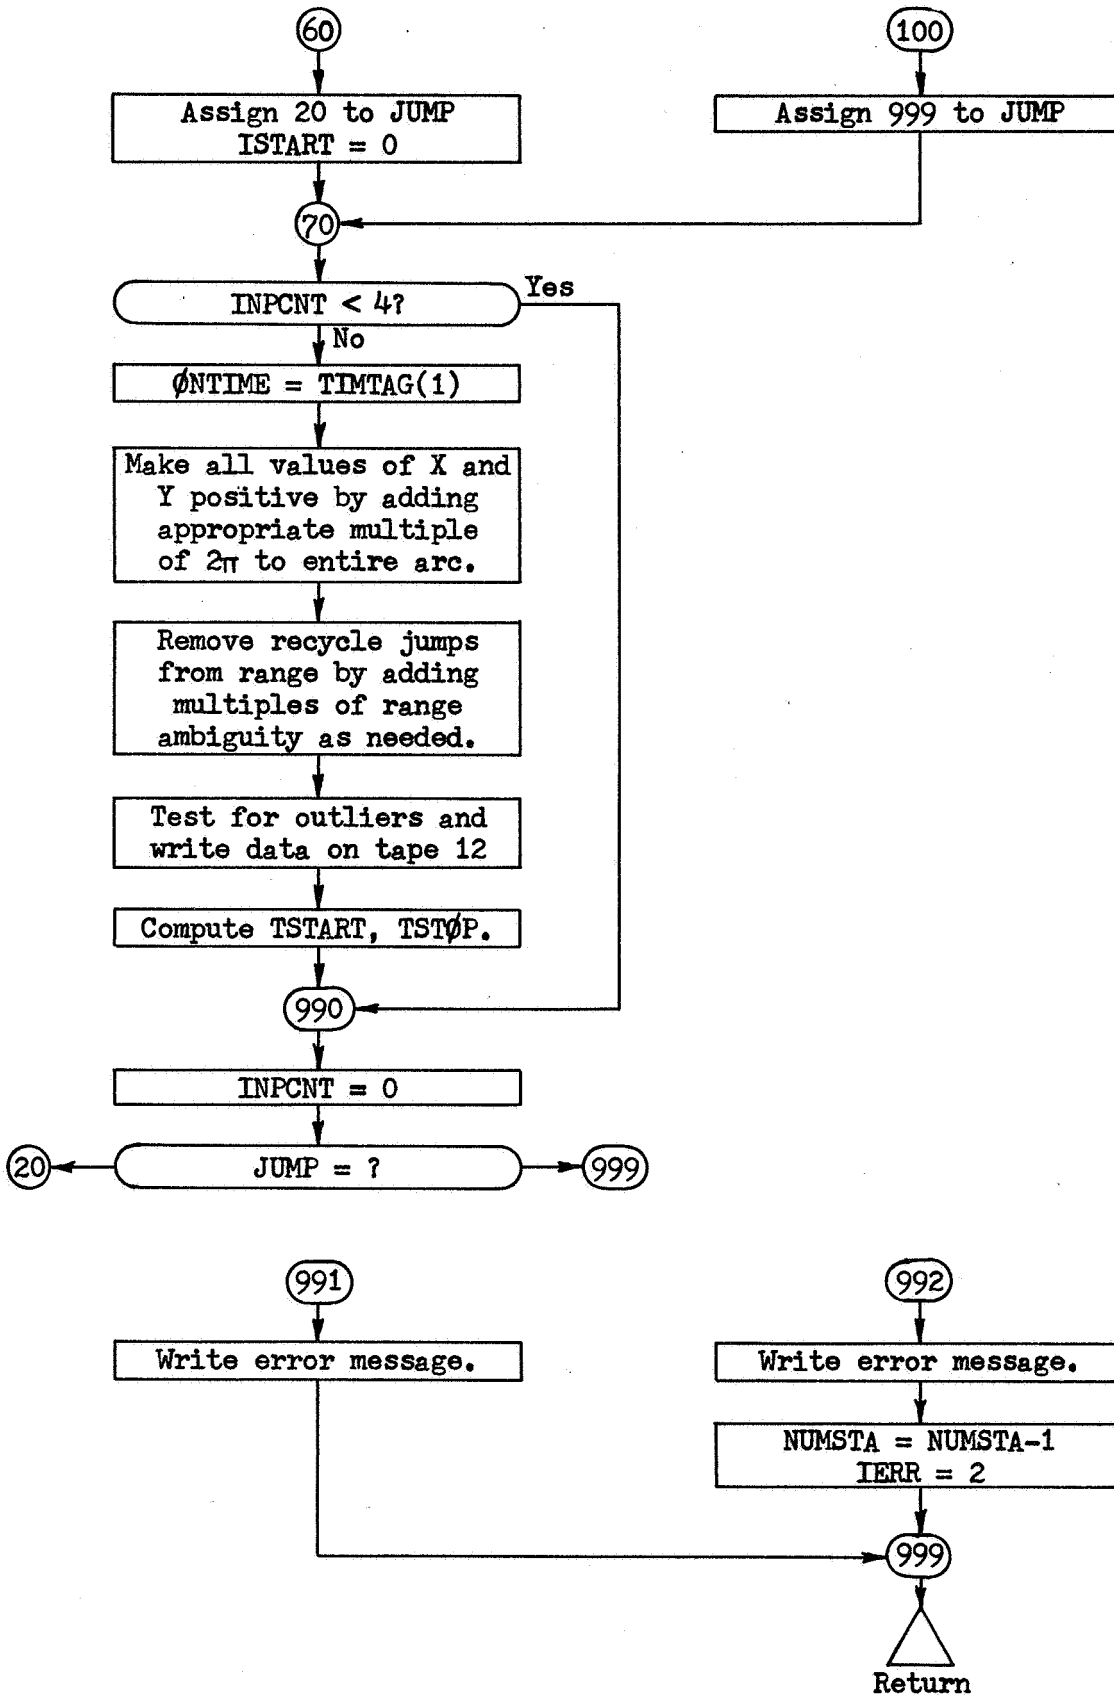 60
100
Assign 20 to JUMP
ISTART = 0
Assign 999 to JUMP
70
INPCNT < 4?
Yes
No
ØNTIME = TIMTAG(1)
Make all values of X and
Y positive by adding
appropriate multiple
of 2π to entire arc.
Remove recycle jumps
from range by adding
multiples of range
ambiguity as needed.
Test for outliers and
write data on tape 12
Compute TSTART, TSTØP.
990
INPCNT = 0
20
JUMP = ?
999
991
992
Write error message.
Write error message.
NUMSTA = NUMSTA-1
IERR = 2
999
Return